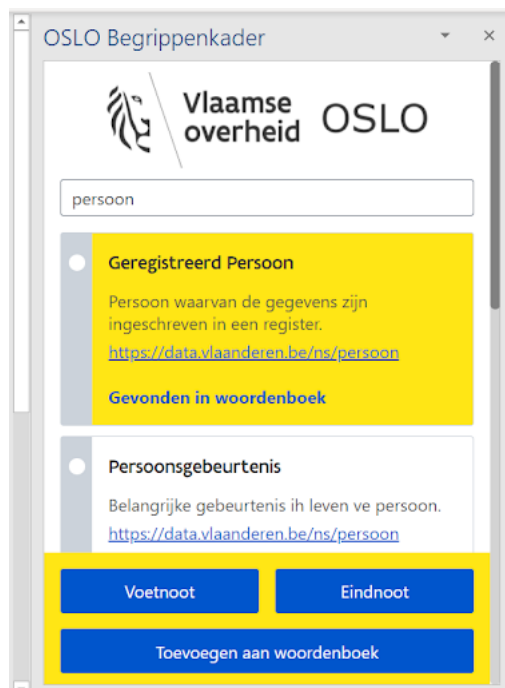 OSLO Begrippenkader
Vlaamse
overheid OSLO
persoon
Geregistreerd Persoon
Persoon waarvan de gegevens zijn
ingeschreven in een register.
https://data.vlaanderen.be/ns/persoon
Gevonden in woordenboek
Persoonsgebeurtenis
Belangrijke gebeurtenis ih leven ve persoon.
https://data.vlaanderen.be/ns/persoon
Voetnoot
Eindnoot
Toevoegen aan woordenboek